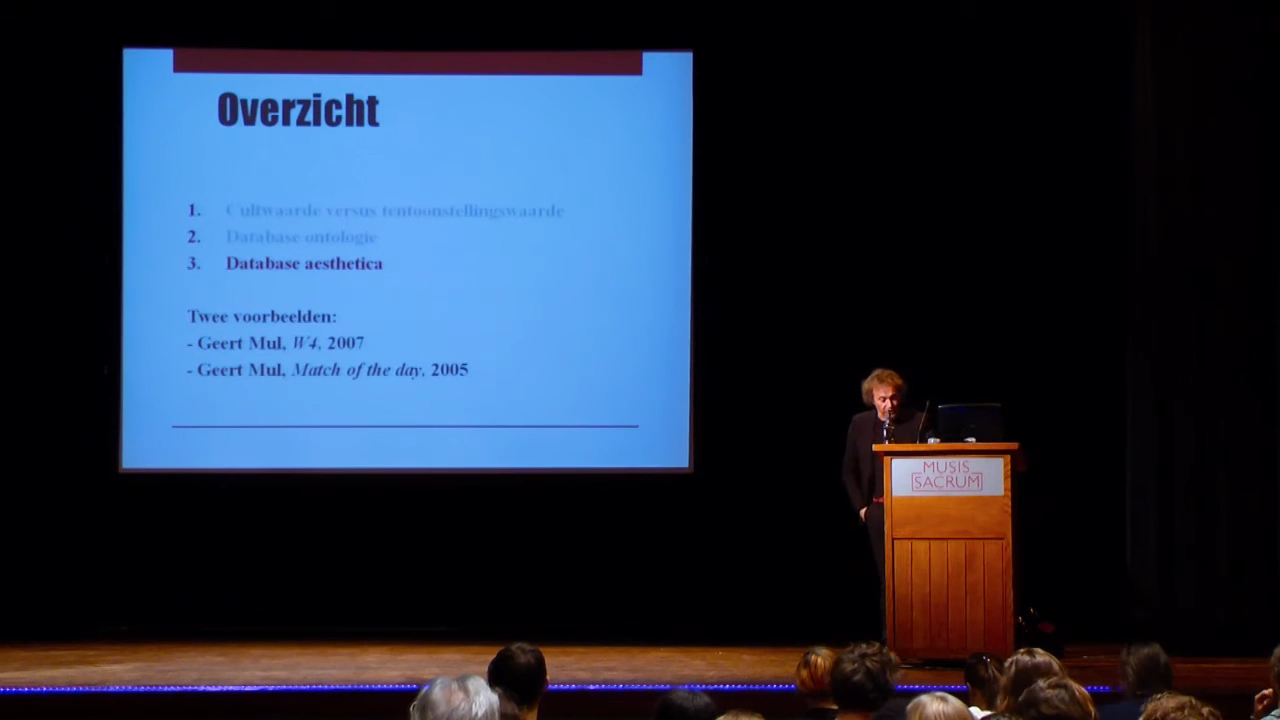 Overzicht
1. Cultwaarde versus tentoonstellingswaarde
2. Database ontologie
3. Database aesthetica
Twee voorbeelden:
- Geert Mul, W4, 2007
- Geert Mul, Match of the day, 2005
MUSIS
SACRUM